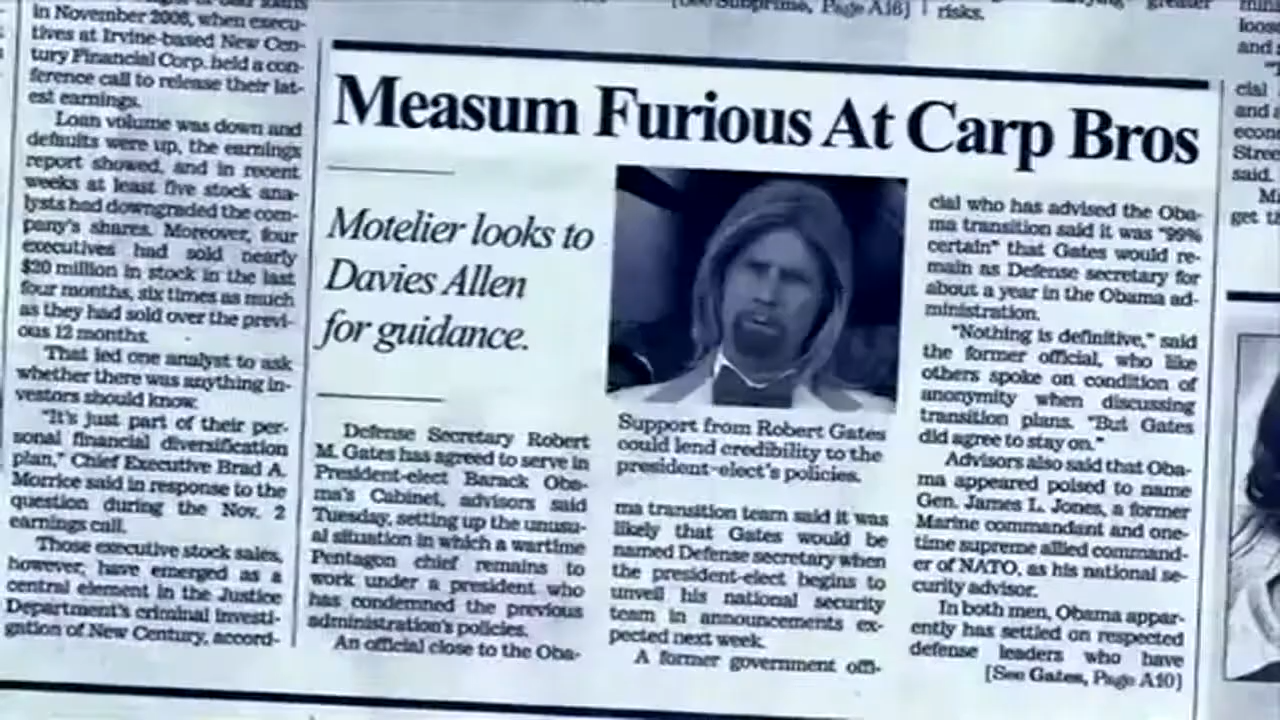 in November 2006, when execu-
tives at Irvine-based New Cen-
tury Financial Corp. held a con-
ference call to release their lat-
est earnings.
Loan volume was down and
defaults were up, the earnings
report showed, and in recent
weeks at least five stock ana-
lysts had downgraded the com-
pany's shares. Moreover, four
executives had sold nearly
$20 million in stock in the last
four months, six times as much
as they had sold over the previ-
ous 12 months.
That led one analyst to ask
whether there was anything in-
vestors should know.
"It's just part of their per-
sonal financial diversification
plan," Chief Executive Brad A.
Morrice said in response to the
question during the Nov. 2
earnings call.
Those executive stock sales,
however, have emerged as a
central element in the Justice
Department's criminal investi-
gation of New Century, accord-
[See Subprime, Page A16]
risks.
greater
Measum Furious At Carp Bros
Motelier looks to
Davies Allen
for guidance.
Defense Secretary Robert
M. Gates has agreed to serve in
President-elect Barack Oba-
ma's Cabinet, advisors said
Tuesday, setting up the unusu-
al situation in which a wartime
Pentagon chief remains to
work under a president who
has condemned the previous
administration's policies.
An official close to the Oba-
Support from Robert Gates
could lend credibility to the
president-elect's policies.
ma transition team said it was
likely that Gates would be
named Defense secretary when
the president-elect begins to
unveil his national security
team in announcements ex-
pected next week.
A former government offi-
cial who has advised the Oba-
ma transition said it was "99%
certain" that Gates would re-
main as Defense secretary for
about a year in the Obama ad-
ministration.
"Nothing is definitive," said
the former official, who like
others spoke on condition of
anonymity when discussing
transition plans. "But Gates
did agree to stay on."
Advisors also said that Oba-
ma appeared poised to name
Gen. James L. Jones, a former
Marine commandant and one-
time supreme allied command-
er of NATO, as his national se-
curity advisor.
In both men, Obama appar-
ently has settled on respected
defense leaders who have
[See Gates, Page A10]
loos
and
cial
and
econ
Stree
said.
get t